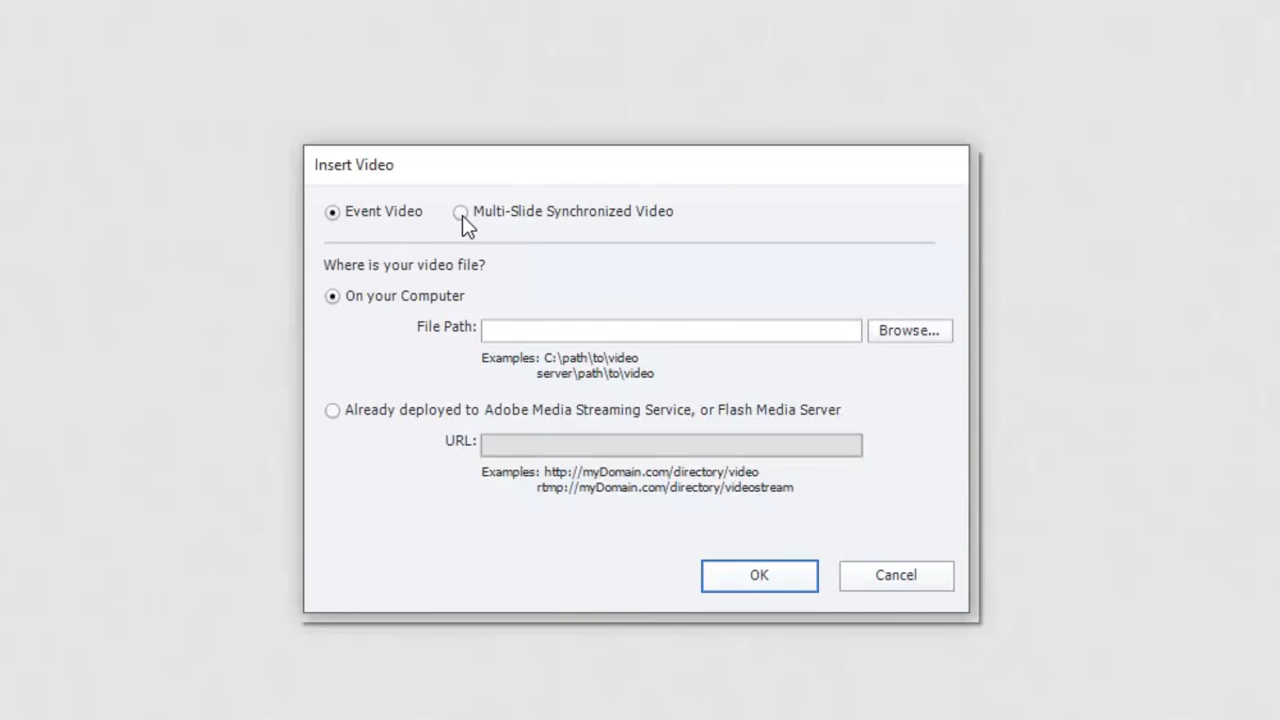 Insert Video
Event Video Multi-Slide Synchronized Video
Where is your video file?
On your Computer
File Path: Browse...
Examples: C:\path\to\video
server\path\to\video
Already deployed to Adobe Media Streaming Service, or Flash Media Server
URL:
Examples: http://myDomain.com/directory/video
rtmp://myDomain.com/directory/videostream
OK Cancel